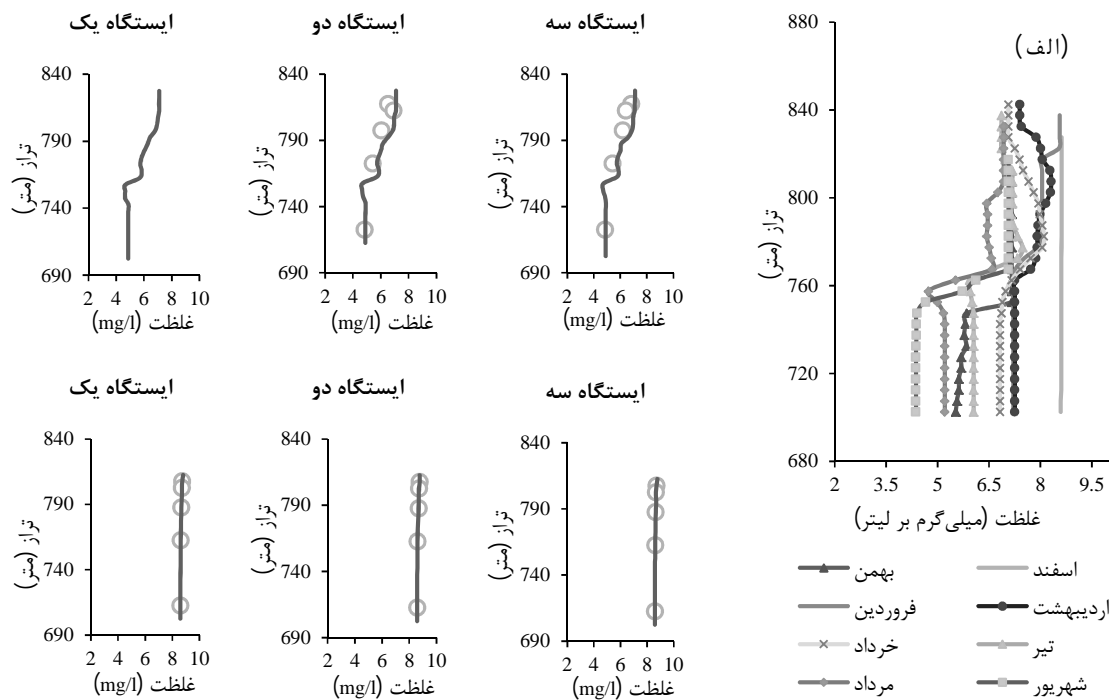 ایستگاه یک
840
790
740
690
2 4 6 8 10
تراز (متر)
غلظت (mg/l)
ایستگاه دو
840
790
740
690
2 4 6 8 10
تراز (متر)
غلظت (mg/l)
ایستگاه سه
840
790
740
690
2 4 6 8 10
تراز (متر)
غلظت (mg/l)
ایستگاه یک
840
790
740
690
2 4 6 8 10
تراز (متر)
غلظت (mg/l)
ایستگاه دو
840
790
740
690
2 4 6 8 10
تراز (متر)
غلظت (mg/l)
ایستگاه سه
840
790
740
690
2 4 6 8 10
تراز (متر)
غلظت (mg/l)
(الف)
880
840
800
760
720
680
2 3.5 5 6.5 8 9.5
تراز (متر)
غلظت (میلی‌گرم بر لیتر)
بهمن
اسفند
فروردین
اردیبهشت
خرداد
تیر
مرداد
شهریور